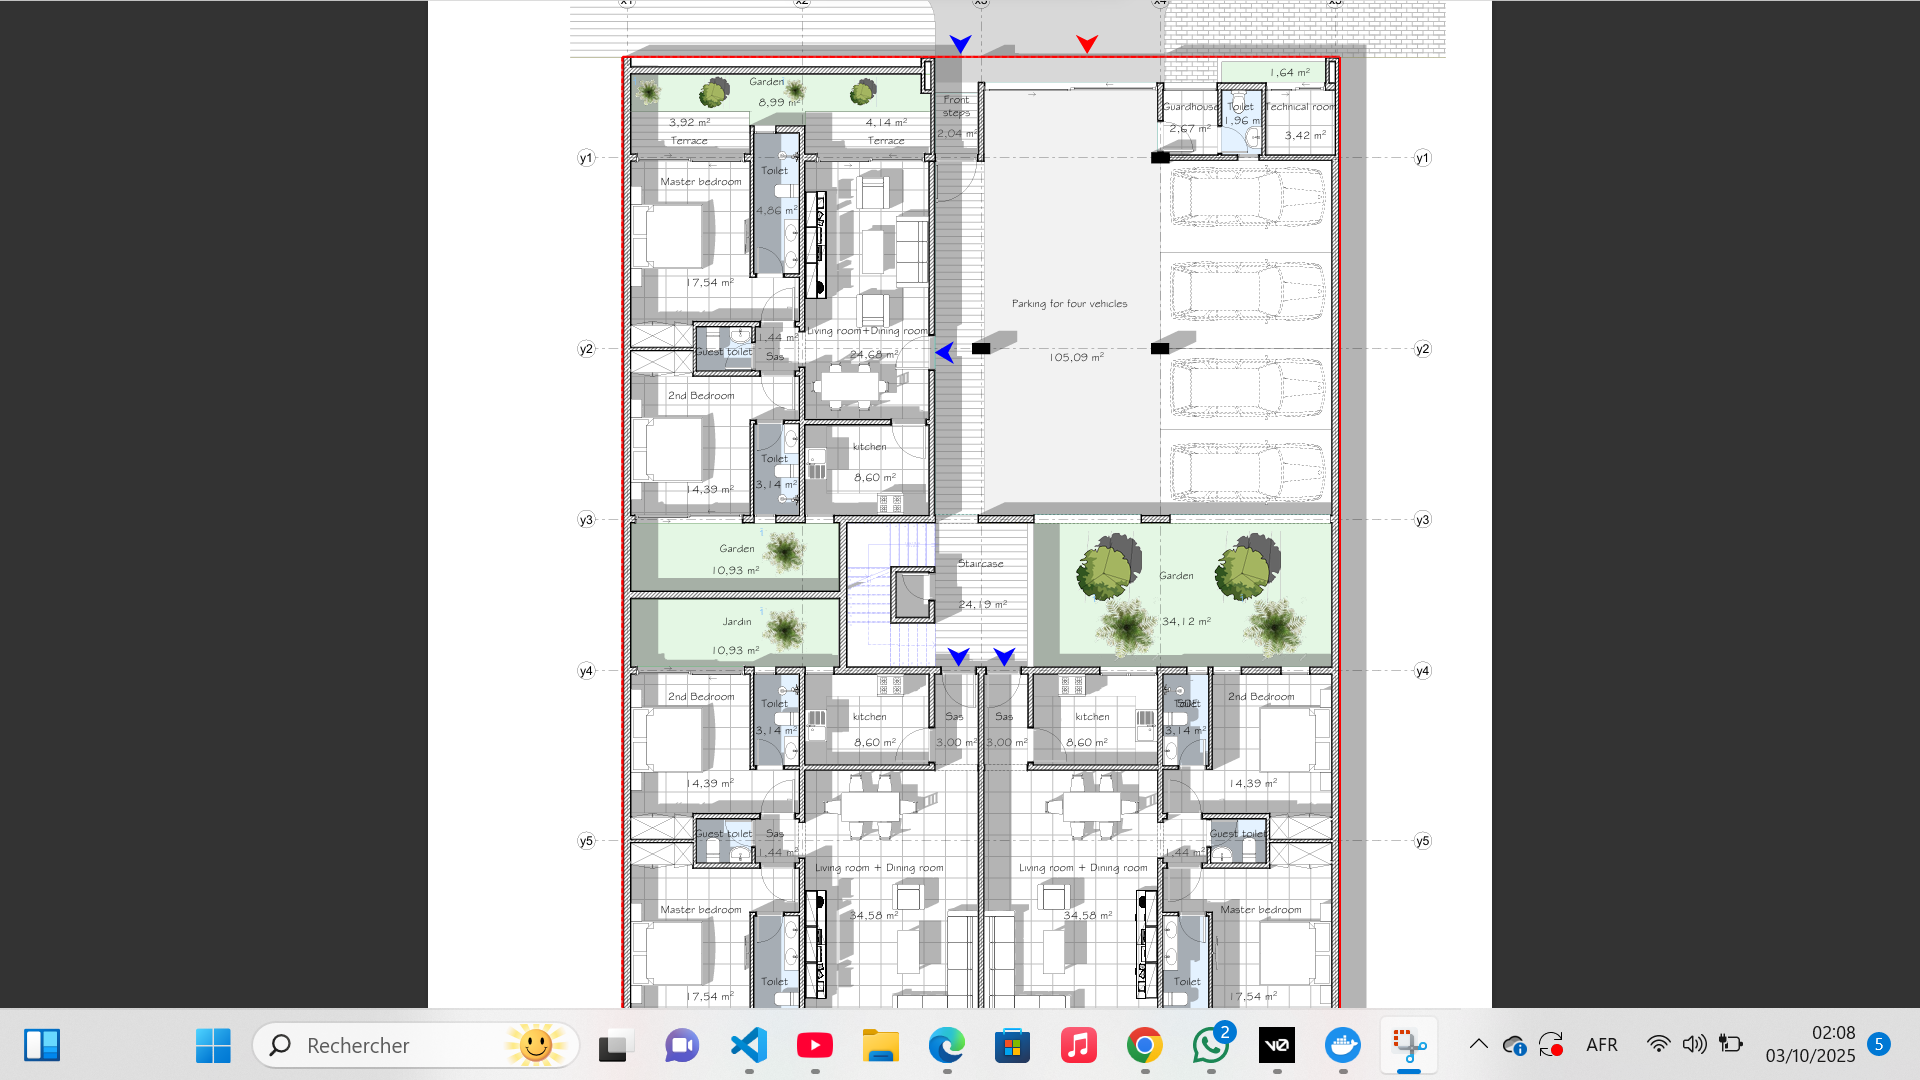 x1 x2 x3 x4 x5
Garden
8,99 m²
1,64 m²
3,92 m²
Terrace
4,14 m²
Terrace
Front
steps
2,04 m²
Guardhouse
2,67 m²
Toilet
1,96 m²
Technical room
3,42 m²
y1
y1
Master bedroom
17,54 m²
Toilet
4,86 m²
Parking for four vehicles
105,09 m²
Living room+Dining room
24,68 m²
1,44 m²
Sas
Guest toilet
y2
y2
2nd Bedroom
14,39 m²
Toilet
3,14 m²
kitchen
8,60 m²
y3
y3
Garden
10,93 m²
Staircase
24,19 m²
Garden
34,12 m²
Jardin
10,93 m²
y4
y4
2nd Bedroom
14,39 m²
Toilet
3,14 m²
kitchen
8,60 m²
Sas
3,00 m²
Sas
3,00 m²
kitchen
8,60 m²
Toilet
3,14 m²
2nd Bedroom
14,39 m²
Guest toilet
Sas
1,44 m²
1,44 m²
Guest toilet
y5
y5
Living room + Dining room
34,58 m²
Living room + Dining room
34,58 m²
Master bedroom
17,54 m²
Toilet
Toilet
Master bedroom
17,54 m²
Rechercher
2
AFR
02:08
03/10/2025
5